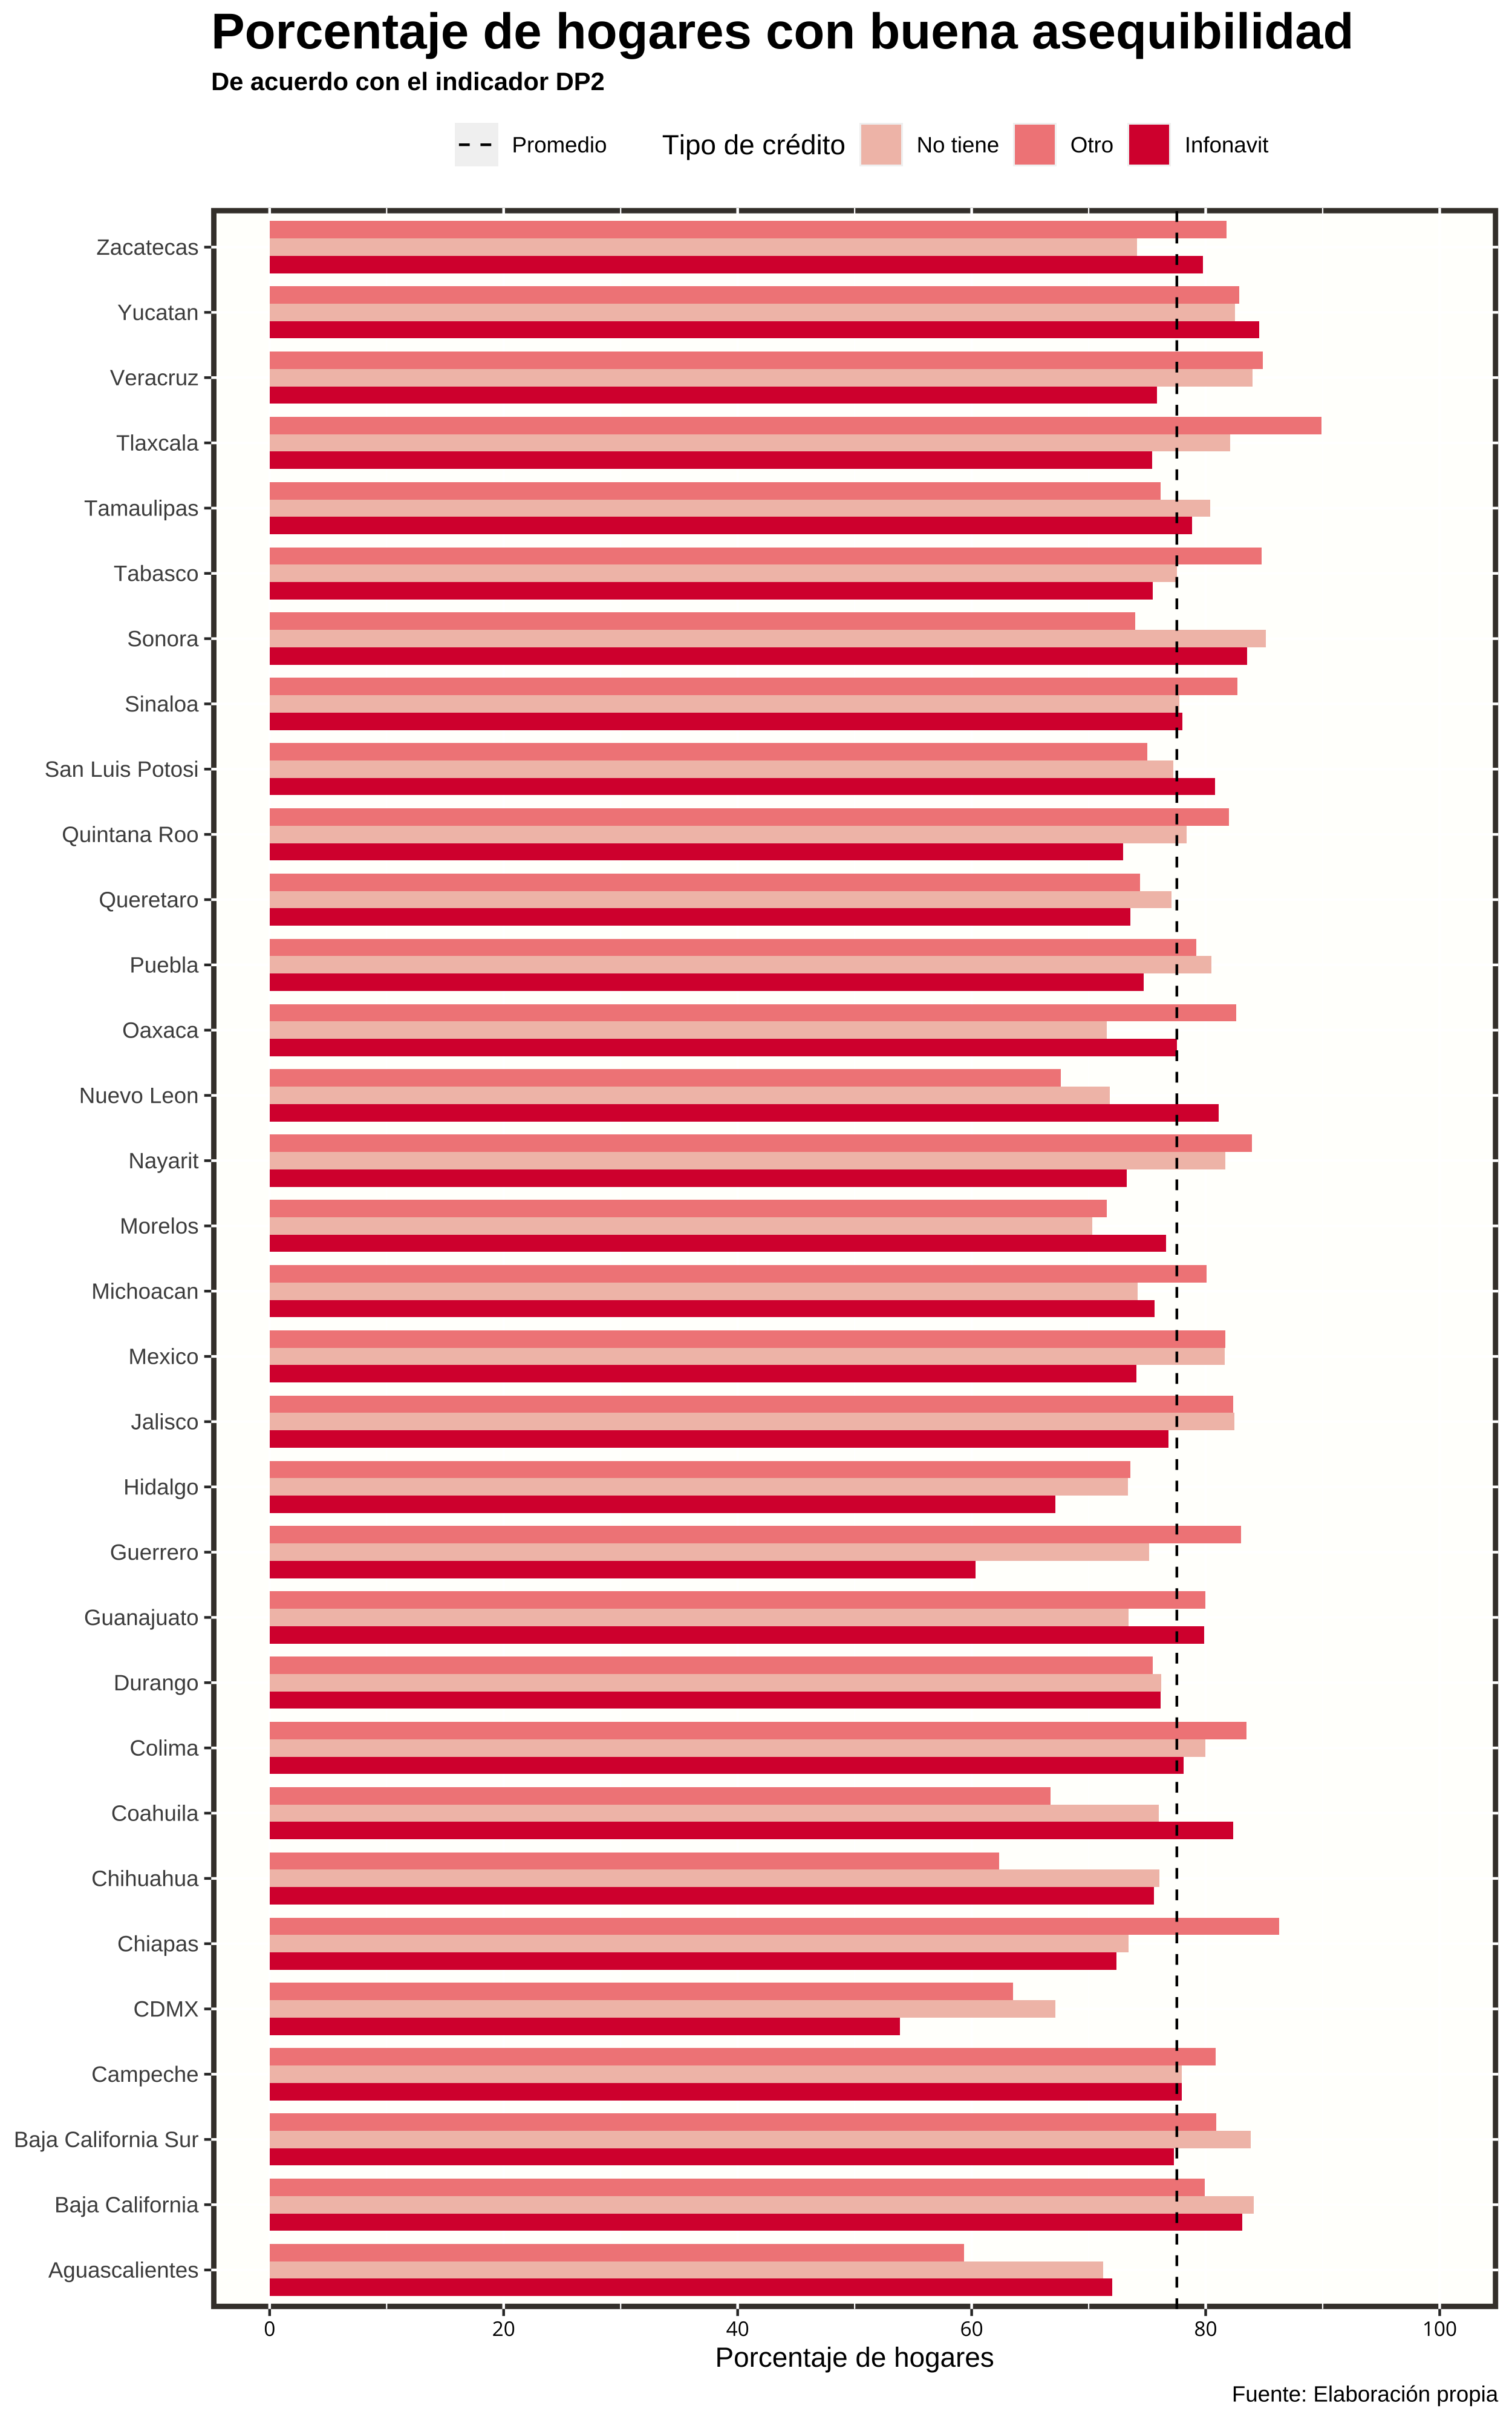 Porcentaje de hogares con buena asequibilidad
De acuerdo con el indicador DP2
Promedio Tipo de crédito No tiene Otro Infonavit
Zacatecas
Yucatan
Veracruz
Tlaxcala
Tamaulipas
Tabasco
Sonora
Sinaloa
San Luis Potosi
Quintana Roo
Queretaro
Puebla
Oaxaca
Nuevo Leon
Nayarit
Morelos
Michoacan
Mexico
Jalisco
Hidalgo
Guerrero
Guanajuato
Durango
Colima
Coahuila
Chihuahua
Chiapas
CDMX
Campeche
Baja California Sur
Baja California
Aguascalientes
0 20 40 60 80 100
Porcentaje de hogares
Fuente: Elaboración propia